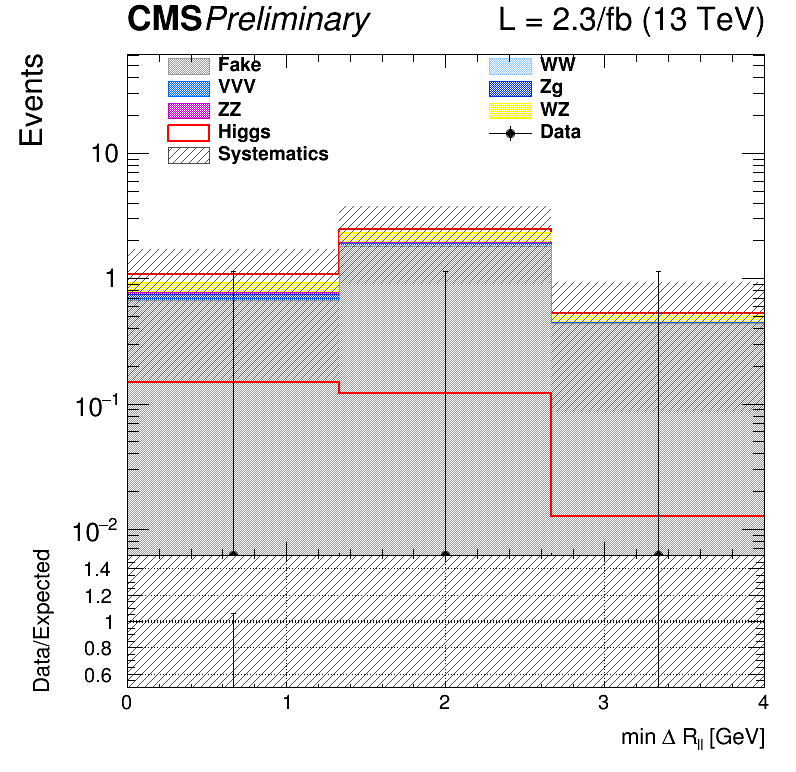 CMS Preliminary L = 2.3/fb (13 TeV)
Events
Fake WW
VVV Zg
ZZ WZ
Higgs Data
Systematics
10
1
10⁻¹
10⁻²
Data/Expected
1.4
1.2
1
0.8
0.6
0 1 2 3 4
min Δ R_ll [GeV]